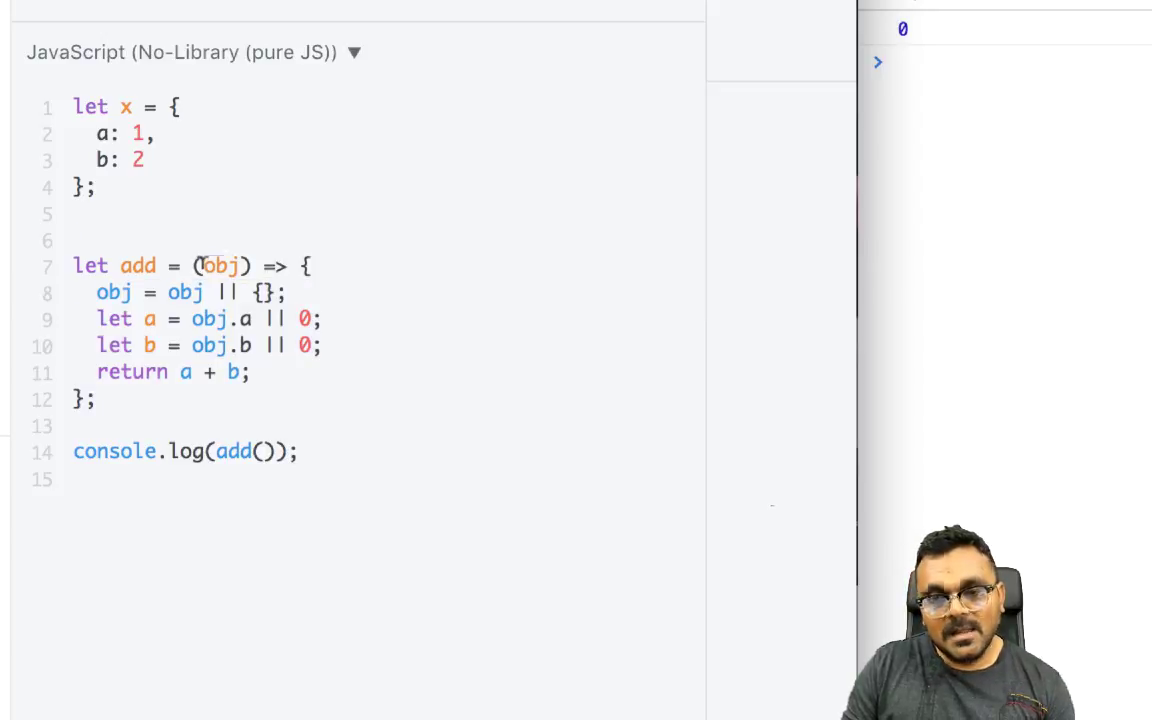 JavaScript (No-Library (pure JS)) ▼
1 let x = {
2 a: 1,
3 b: 2
4 };
5
6
7 let add = (obj) => {
8 obj = obj || {};
9 let a = obj.a || 0;
10 let b = obj.b || 0;
11 return a + b;
12 };
13
14 console.log(add());
15
0
>